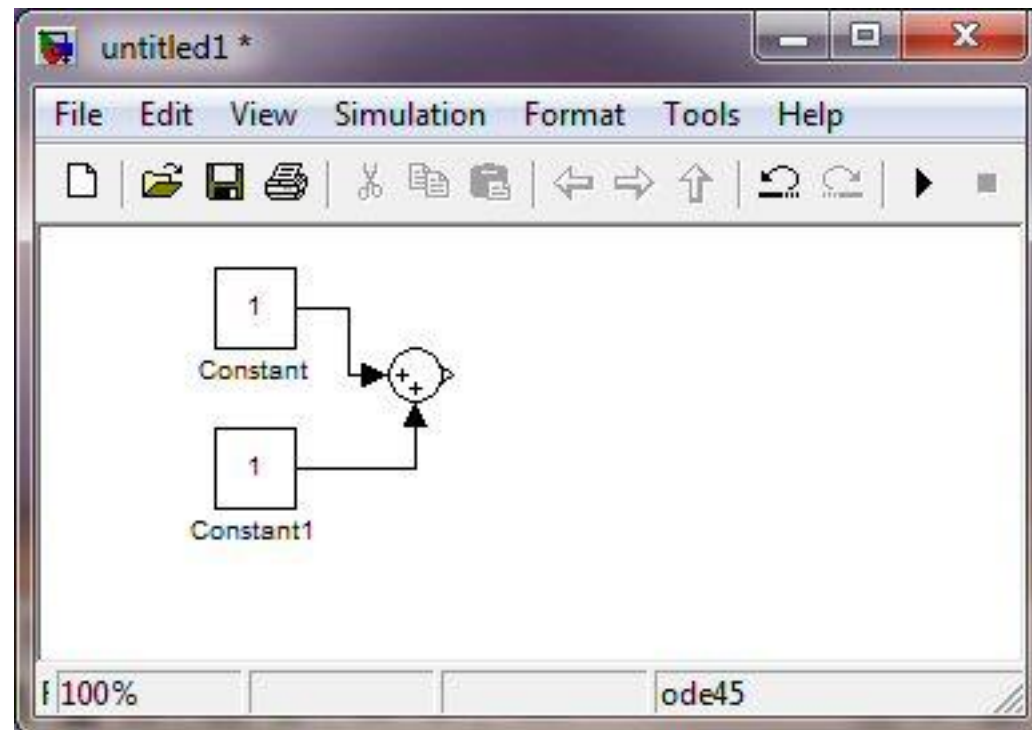 untitled1 *
File Edit View Simulation Format Tools Help
1
Constant
+
+
1
Constant1
100% ode45